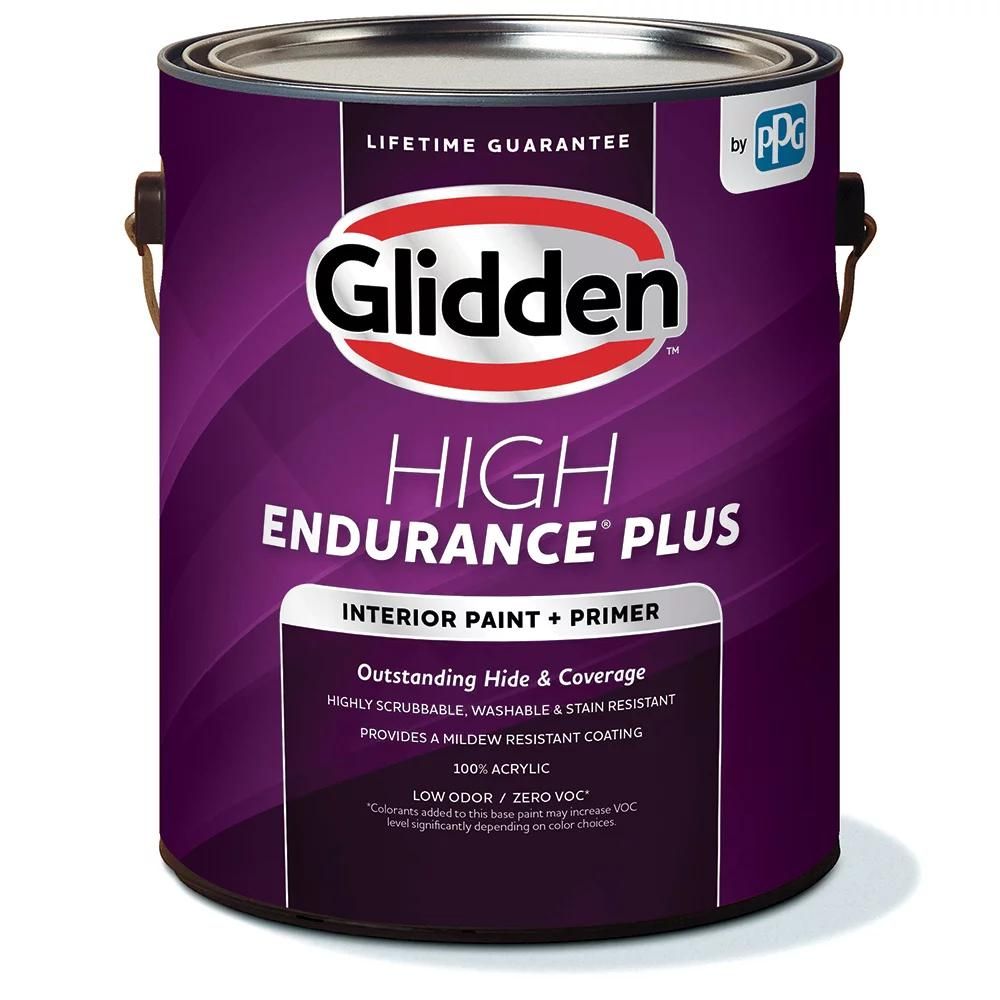 LIFETIME GUARANTEE
by PPG
Glidden™
HIGH
ENDURANCE® PLUS
INTERIOR PAINT + PRIMER
Outstanding Hide & Coverage
HIGHLY SCRUBBABLE, WASHABLE & STAIN RESISTANT
PROVIDES A MILDEW RESISTANT COATING
100% ACRYLIC
LOW ODOR / ZERO VOC*
*Colorants added to this base paint may increase VOC
level significantly depending on color choices.